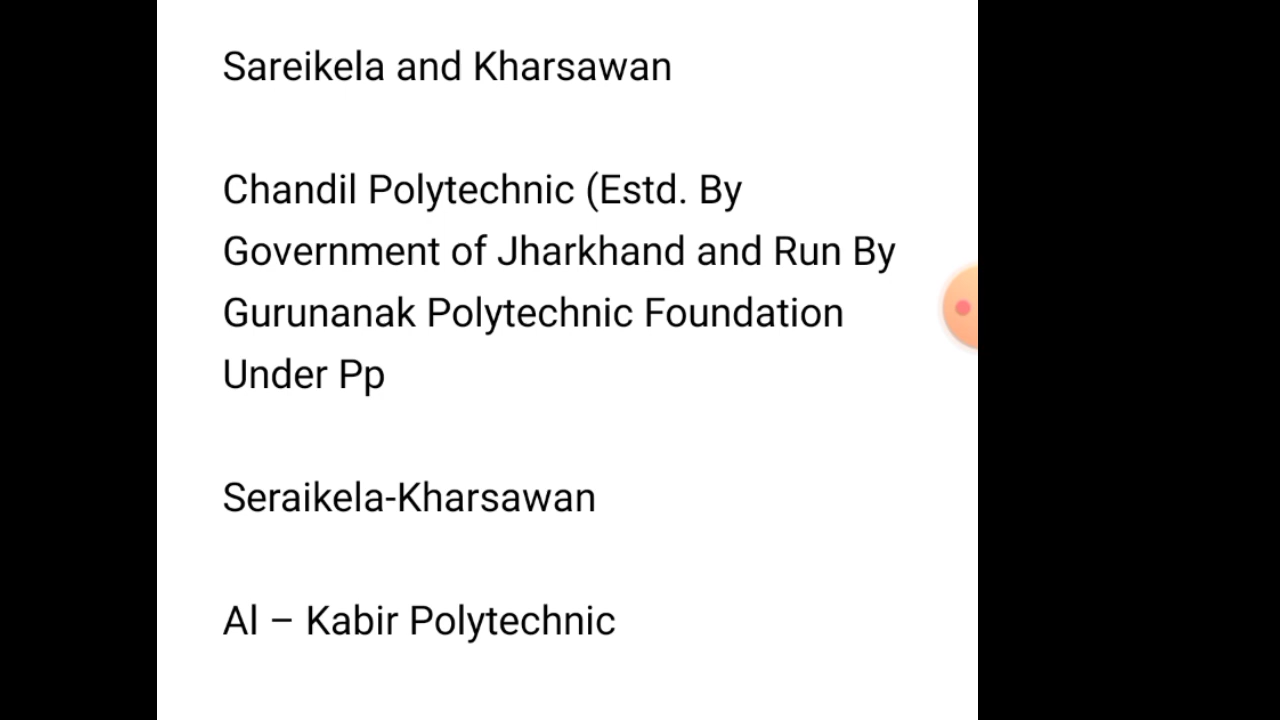 Sareikela and Kharsawan
Chandil Polytechnic (Estd. By
Government of Jharkhand and Run By
Gurunanak Polytechnic Foundation
Under Pp
Seraikela-Kharsawan
Al – Kabir Polytechnic